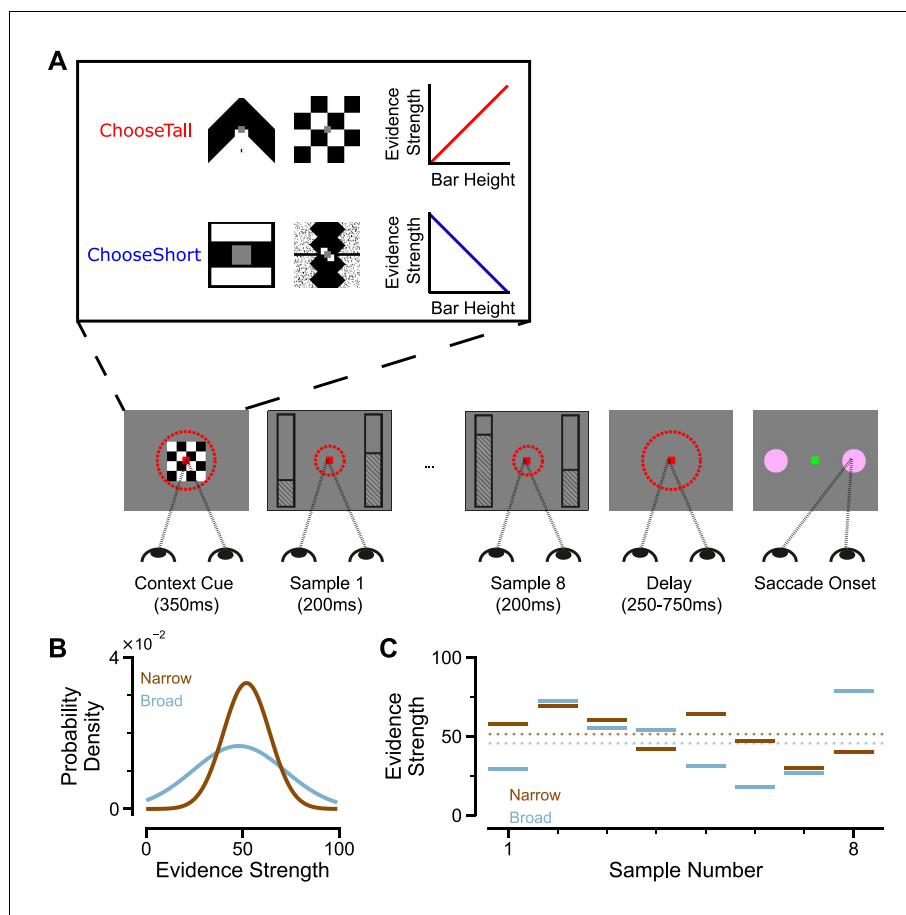 A
ChooseTall
Evidence
Strength
Bar Height
ChooseShort
Evidence
Strength
Bar Height
...
Context Cue
(350ms)
Sample 1
(200ms)
Sample 8
(200ms)
Delay
(250-750ms)
Saccade Onset
B
×10⁻²
4
Narrow
Broad
Probability
Density
0
0
50
100
Evidence Strength
C
100
Evidence
Strength
50
Narrow
Broad
0
1
8
Sample Number